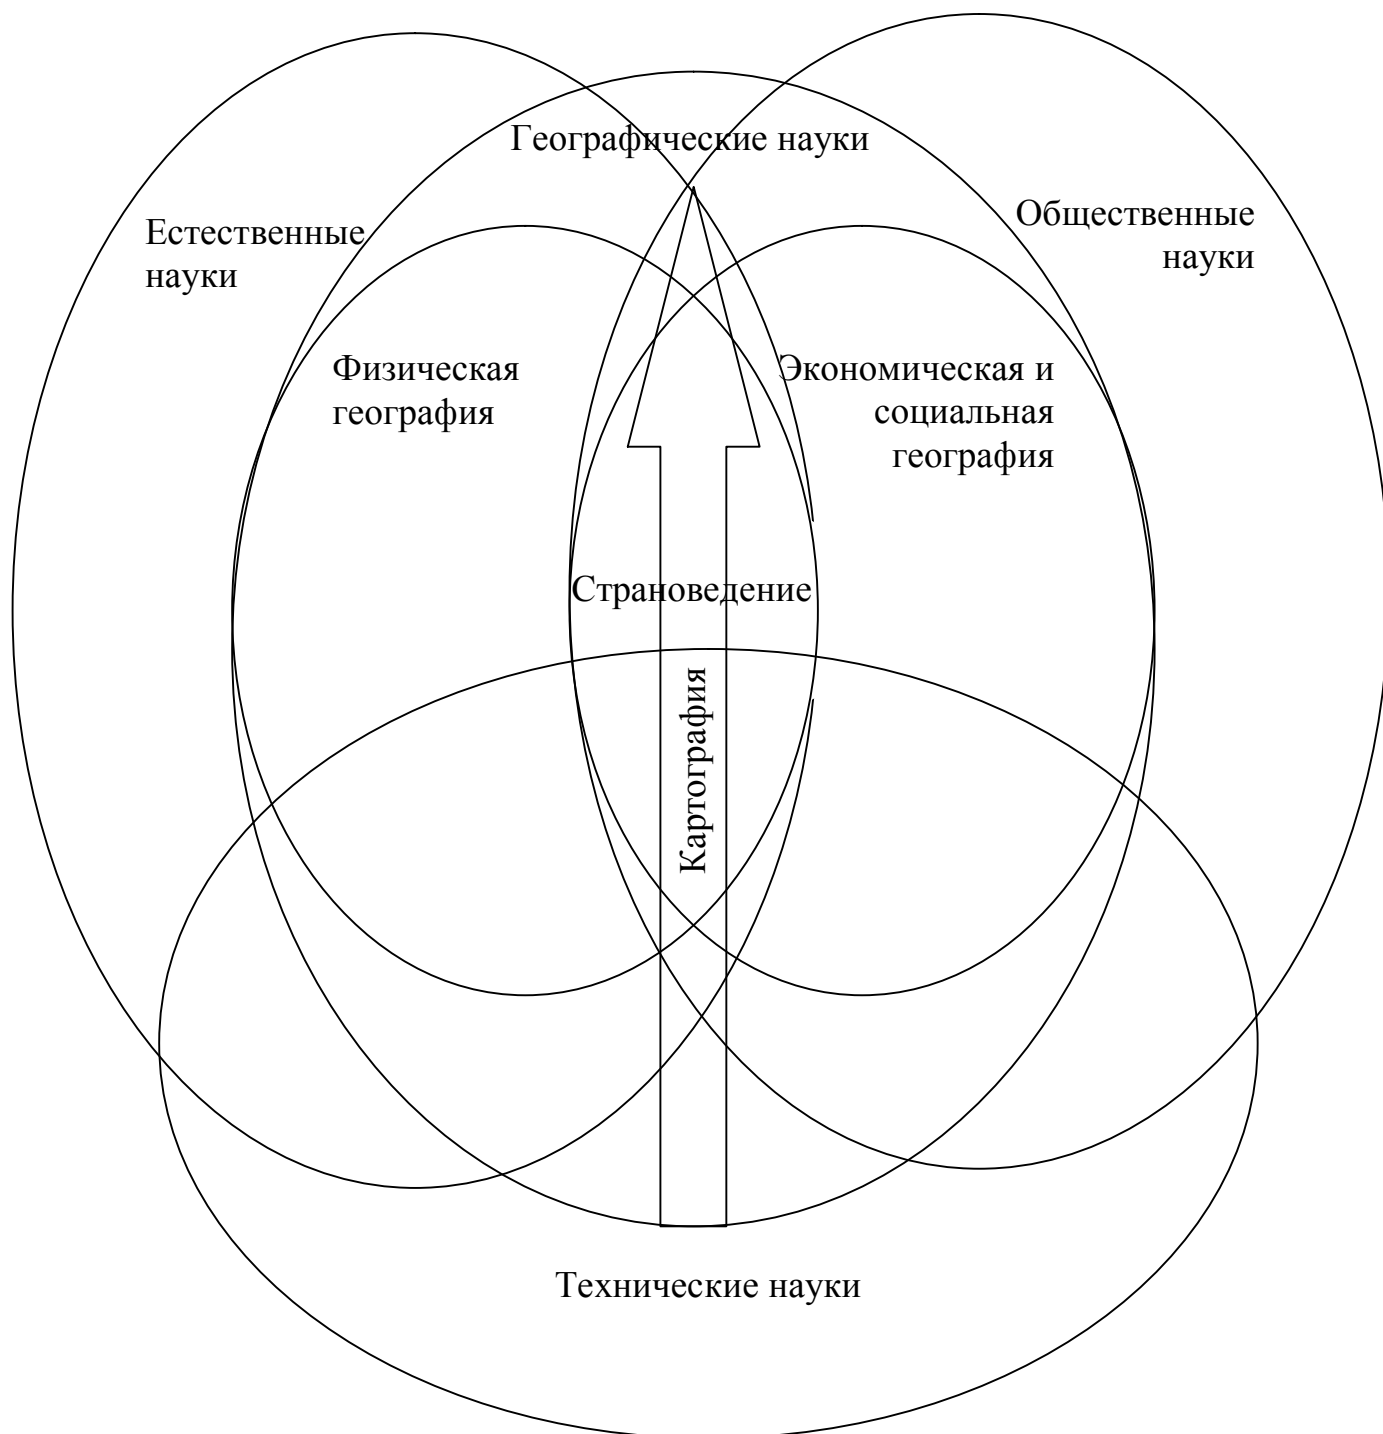 Географические науки
Естественные
науки
Общественные
науки
Физическая
география
Экономическая и
социальная
география
Страноведение
Картография
Технические науки